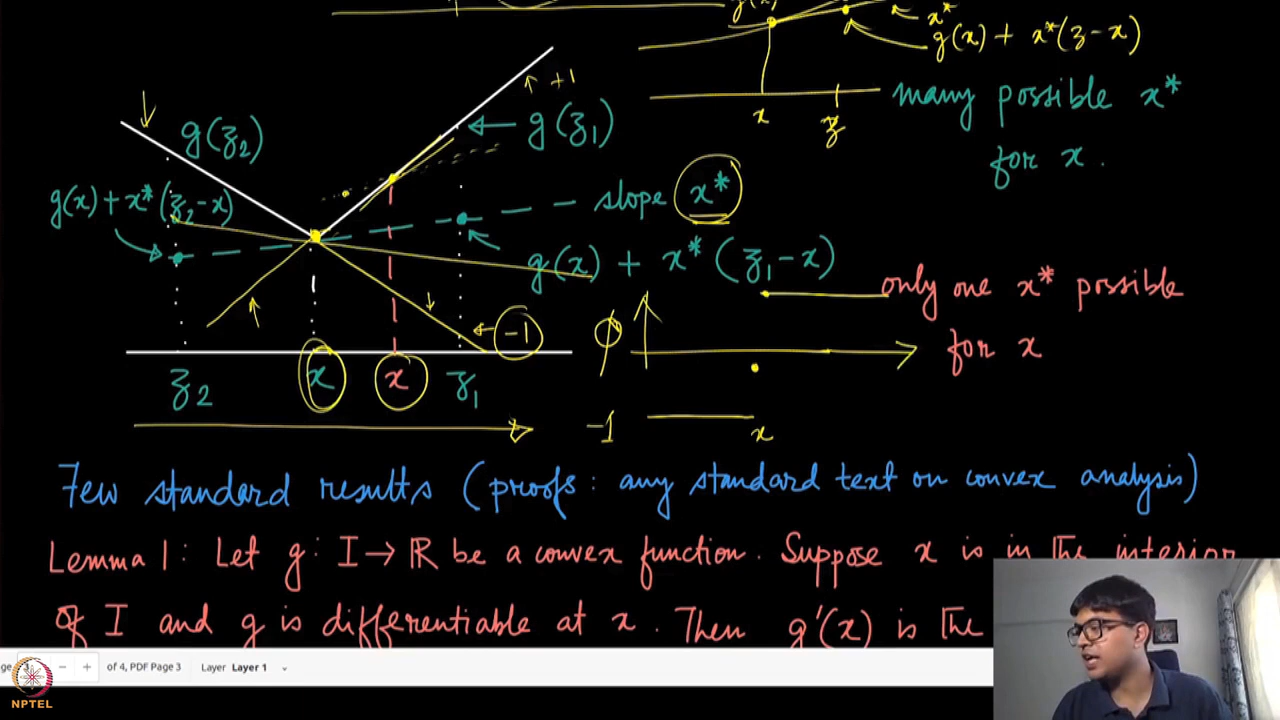 g(x)
x*
g(x) + x*(z-x)
x
z
many possible x*
for x.
+1
g(z2)
g(z1)
g(x) + x*(z2-x)
slope x*
g(x) + x*(z1-x)
-1
only one x* possible
for x
ϕ
z2
x
x
z1
-1
x
Few standard results (proofs: any standard text on convex analysis)
Lemma 1: Let g: I→ℝ be a convex function. Suppose x is in the interior
of I and g is differentiable at x. Then g'(x) is the
of 4, PDF Page 3
Layer Layer 1
NPTEL